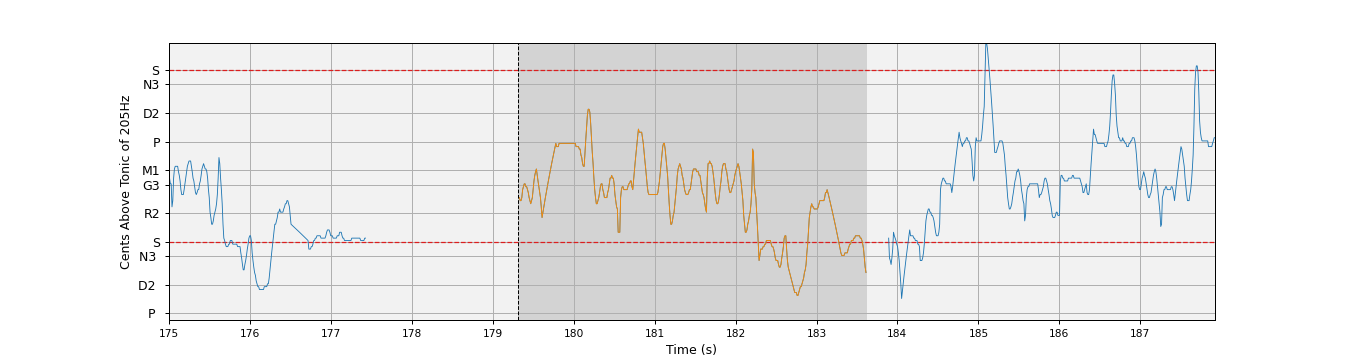 Cents Above Tonic of 205Hz
S
N3
D2
P
M1
G3
R2
S
N3
D2
P
175 176 177 178 179 180 181 182 183 184 185 186 187
Time (s)